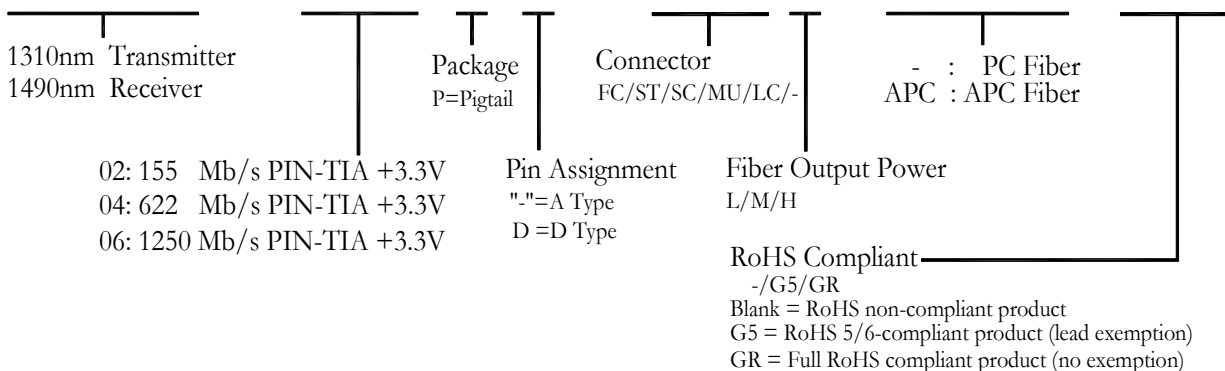 1310nm Transmitter
1490nm Receiver
Package
P=Pigtail
Connector
FC/ST/SC/MU/LC/-
- : PC Fiber
APC : APC Fiber
02: 155 Mb/s PIN-TIA +3.3V
04: 622 Mb/s PIN-TIA +3.3V
06: 1250 Mb/s PIN-TIA +3.3V
Pin Assignment
"-"=A Type
D =D Type
Fiber Output Power
L/M/H
RoHS Compliant
-/G5/GR
Blank = RoHS non-compliant product
G5 = RoHS 5/6-compliant product (lead exemption)
GR = Full RoHS compliant product (no exemption)